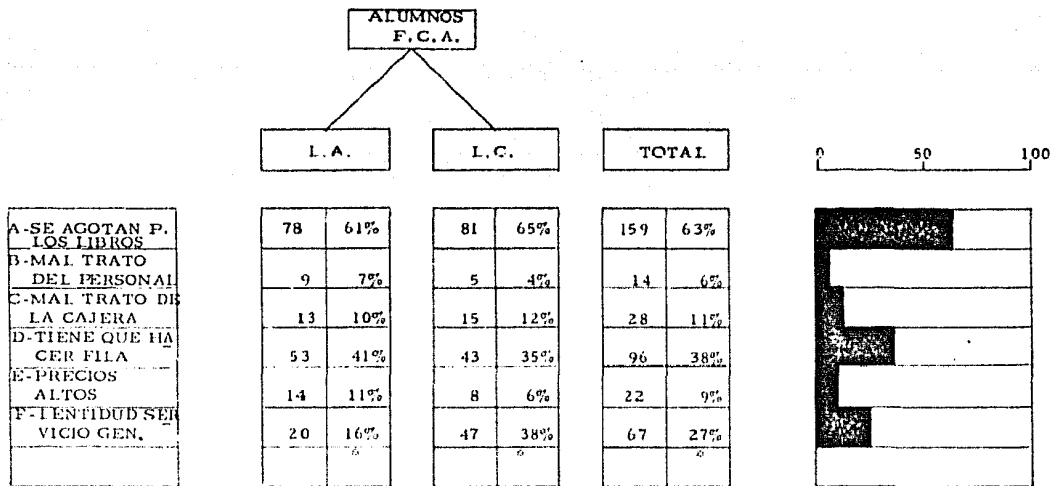 ALUMNOS
F.C.A.
L.A. L.C. TOTAL 0 50 100
A-SE AGOTAN P.
LOS LIBROS 78 61% 81 65% 159 63%
B-MAL TRATO
DEL PERSONAL 9 7% 5 4% 14 6%
C-MAL TRATO DE
LA CAJERA 13 10% 15 12% 28 11%
D-TIENE QUE HA
CER FILA 53 41% 43 35% 96 38%
E-PRECIOS
ALTOS 14 11% 8 6% 22 9%
F-LENTIDUD SER
VICIO GEN. 20 16% 47 38% 67 27%